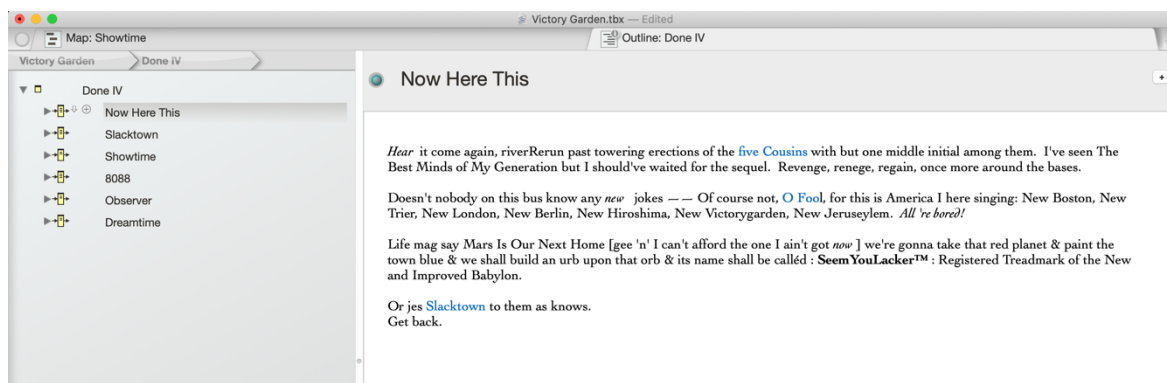 Victory Garden.tbx — Edited
Map: Showtime
Outline: Done IV
Victory Garden
Done IV
Done IV
Now Here This
Slacktown
Showtime
8088
Observer
Dreamtime
Now Here This
+
Hear it come again, riverRerun past towering erections of the five Cousins with but one middle initial among them. I've seen The
Best Minds of My Generation but I should've waited for the sequel. Revenge, renege, regain, once more around the bases.
Doesn't nobody on this bus know any new jokes — — Of course not, O Fool, for this is America I here singing: New Boston, New
Trier, New London, New Berlin, New Hiroshima, New Victorygarden, New Jeruseylem. All 're bored!
Life mag say Mars Is Our Next Home [gee 'n' I can't afford the one I ain't got now ] we're gonna take that red planet & paint the
town blue & we shall build an urb upon that orb & its name shall be calléd : SeemYouLacker™ : Registered Treadmark of the New
and Improved Babylon.
Or jes Slacktown to them as knows.
Get back.